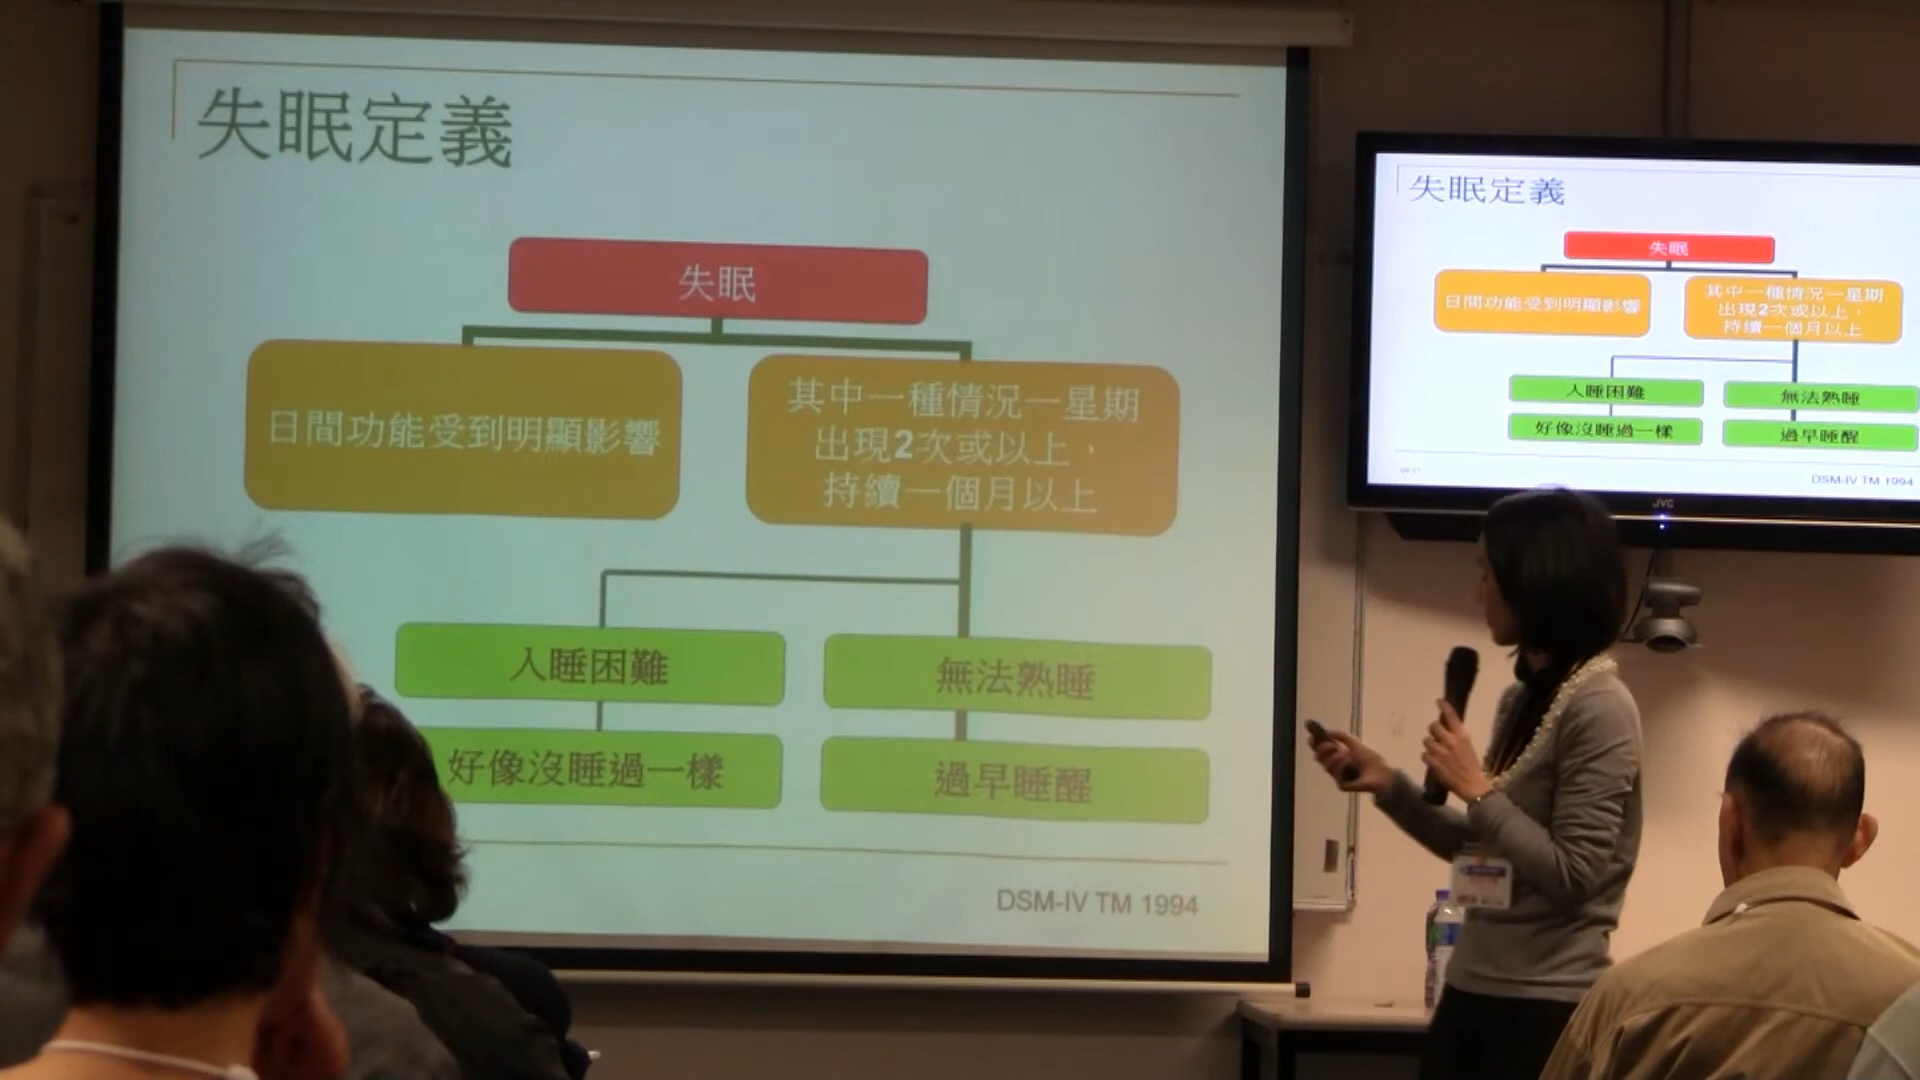 失眠定義
失眠
日間功能受到明顯影響
其中一種情況一星期
出現2次或以上，
持續一個月以上
入睡困難
無法熟睡
好像沒睡過一樣
過早睡醒
DSM-IV TM 1994
失眠定義
失眠
日間功能受到明顯影響
其中一種情況一星期
出現2次或以上，
持續一個月以上
入睡困難
無法熟睡
好像沒睡過一樣
過早睡醒
DSM-IV TM 1994
JVC